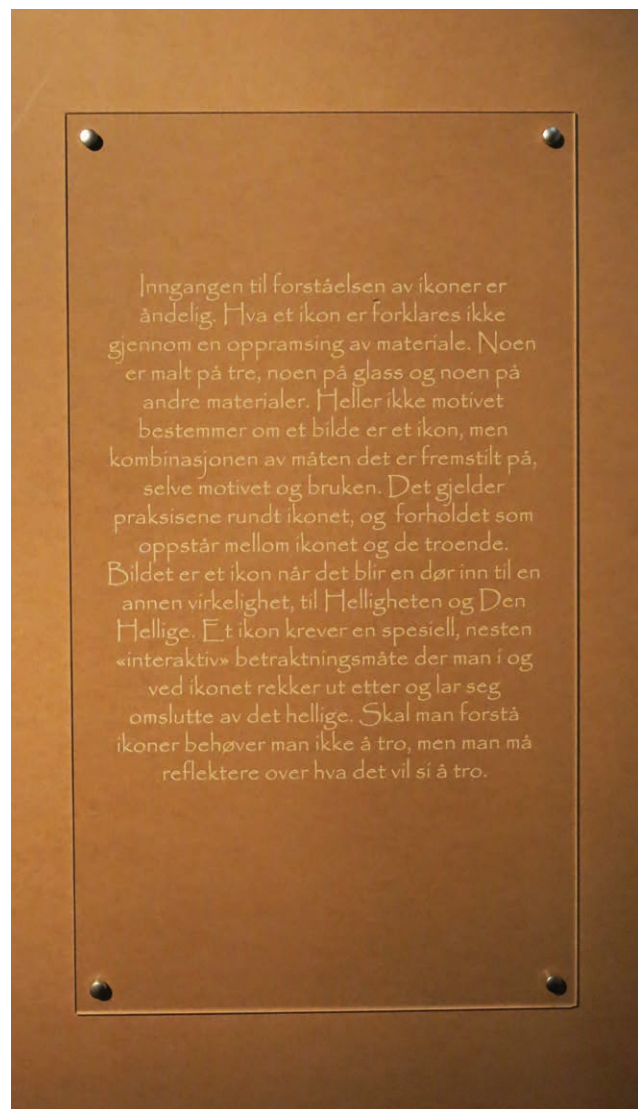 Inngangen til forståelsen av ikoner er
åndelig. Hva et ikon er forklares ikke
gjennom en oppramsing av materiale. Noen
er malt på tre, noen på glass og noen på
andre materialer. Heller ikke motivet
bestemmer om et bilde er et ikon, men
kombinasjonen av måten det er fremstilt på,
selve motivet og bruken. Det gjelder
praksisene rundt ikonet, og forholdet som
oppstår mellom ikonet og de troende.
Bildet er et ikon når det blir en dør inn til en
annen virkelighet, til Helligheten og Den
Hellige. Et ikon krever en spesiell, nesten
«interaktiv» betraktningsmåte der man i og
ved ikonet rekker ut etter og lar seg
omslutte av det hellige. Skal man forstå
ikoner behøver man ikke å tro, men man må
reflektere over hva det vil si å tro.